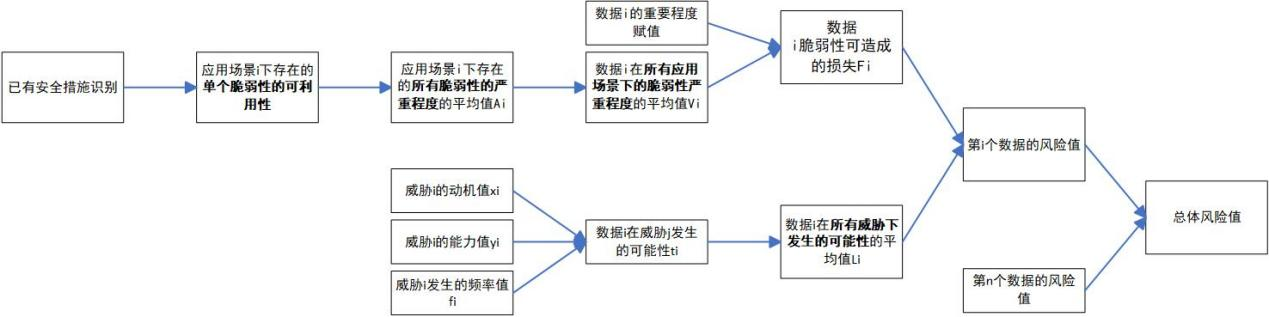 数据i的重要程度
赋值
数据
i脆弱性可造成
的损失Fi
已有安全措施识别
应用场景i下存在的
单个脆弱性的可利
用性
应用场景i下存在
的所有脆弱性的严
重程度的平均值Ai
数据i在所有应用
场景下的脆弱性严
重程度的平均值Vi
第i个数据的风险值
威胁i的动机值xi
威胁i的能力值yi
威胁i发生的频率值
fi
数据i在威胁j发生
的可能性ti
数据i在所有威胁下
发生的可能性的平
均值Li
总体风险值
第n个数据的风险
值